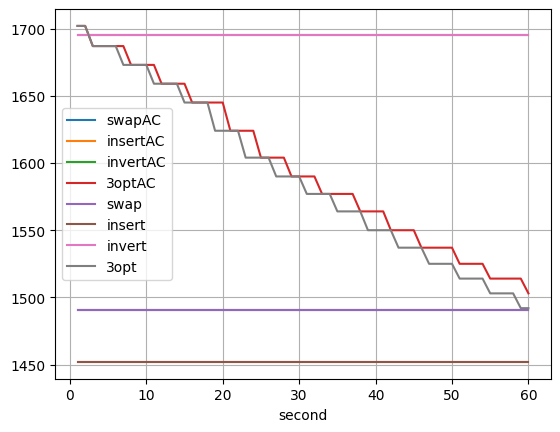 1700
1650
1600
1550
1500
1450
swapAC
insertAC
invertAC
3optAC
swap
insert
invert
3opt
0 10 20 30 40 50 60
second